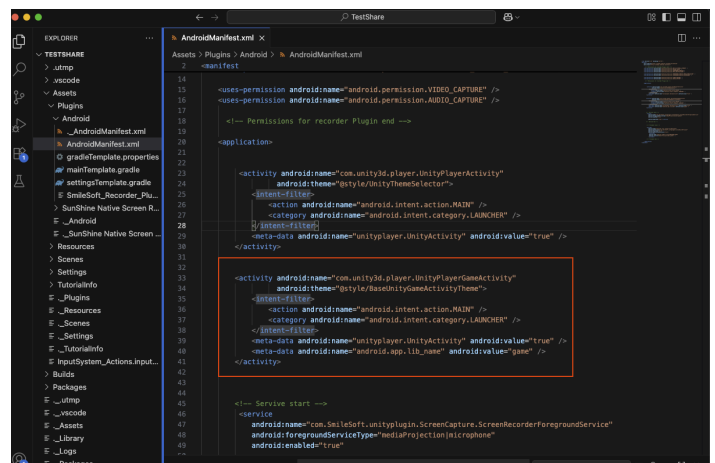 TestShare
EXPLORER
TESTSHARE
.utmp
.vscode
Assets
Plugins
Android
._AndroidManifest.xml
AndroidManifest.xml
gradleTemplate.properties
mainTemplate.gradle
settingsTemplate.gradle
SmileSoft_Recorder_Plu...
SunShine Native Screen R...
._Android
._SunShine Native Screen ...
Resources
Scenes
Settings
TutorialInfo
._Plugins
._Resources
._Scenes
._Settings
._TutorialInfo
InputSystem_Actions.input...
Builds
Packages
._.utmp
._.vscode
._Assets
._Library
._Logs
AndroidManifest.xml
Assets > Plugins > Android > AndroidManifest.xml
2 <manifest
14
15 <uses-permission android:name="android.permission.VIDEO_CAPTURE" />
16 <uses-permission android:name="android.permission.AUDIO_CAPTURE" />
17
18 <!-- Permissions for recorder Plugin end -->
19
20 <application>
21
22
23 <activity android:name="com.unity3d.player.UnityPlayerActivity"
24 android:theme="@style/UnityThemeSelector">
25 <intent-filter>
26 <action android:name="android.intent.action.MAIN" />
27 <category android:name="android.intent.category.LAUNCHER" />
28 </intent-filter>
29 <meta-data android:name="unityplayer.UnityActivity" android:value="true" />
30 </activity>
31
32
33 <activity android:name="com.unity3d.player.UnityPlayerGameActivity"
34 android:theme="@style/BaseUnityGameActivityTheme">
35 <intent-filter>
36 <action android:name="android.intent.action.MAIN" />
37 <category android:name="android.intent.category.LAUNCHER" />
38 </intent-filter>
39 <meta-data android:name="unityplayer.UnityActivity" android:value="true" />
40 <meta-data android:name="android.app.lib_name" android:value="game" />
41 </activity>
42
43
44
45 <!-- Servive start -->
46 <service
47 android:name="com.SmileSoft.unityplugin.ScreenCapture.ScreenRecorderForegroundService"
48 android:foregroundServiceType="mediaProjection|microphone"
49 android:enabled="true"